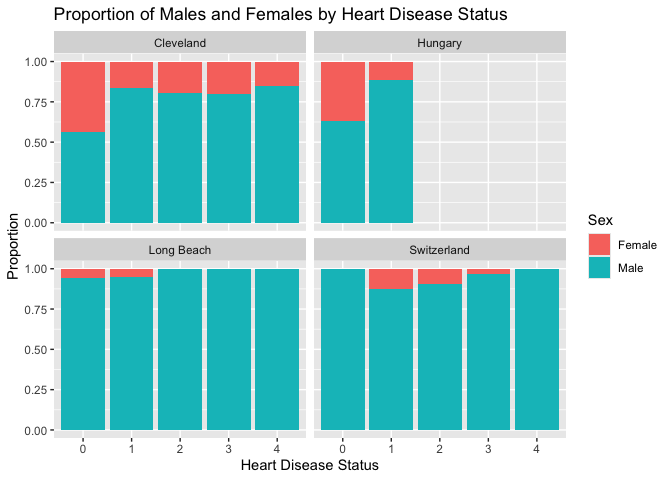 Proportion of Males and Females by Heart Disease Status
Cleveland
Hungary
1.00
0.75
0.50
0.25
0.00
Long Beach
Switzerland
1.00
0.75
0.50
0.25
0.00
0 1 2 3 4
0 1 2 3 4
Heart Disease Status
Proportion
Sex
Female
Male